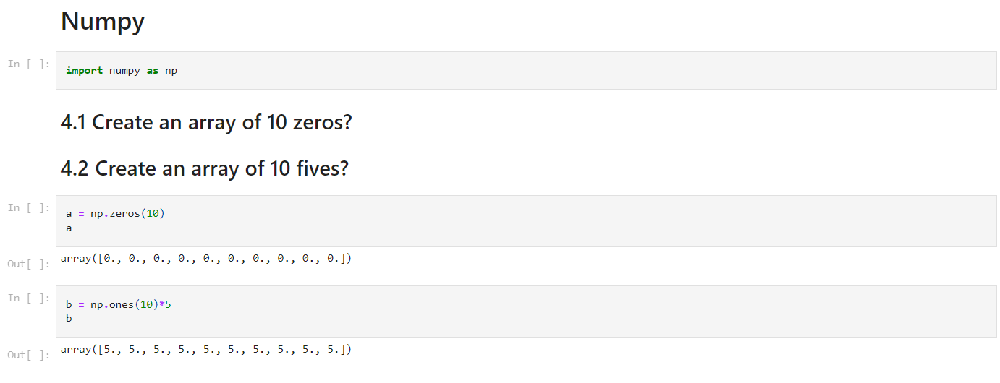 Numpy
In [ ]:
import numpy as np
4.1 Create an array of 10 zeros?
4.2 Create an array of 10 fives?
In [ ]:
a = np.zeros(10)
a
Out[ ]:
array([0., 0., 0., 0., 0., 0., 0., 0., 0., 0.])
In [ ]:
b = np.ones(10)*5
b
Out[ ]:
array([5., 5., 5., 5., 5., 5., 5., 5., 5., 5.])